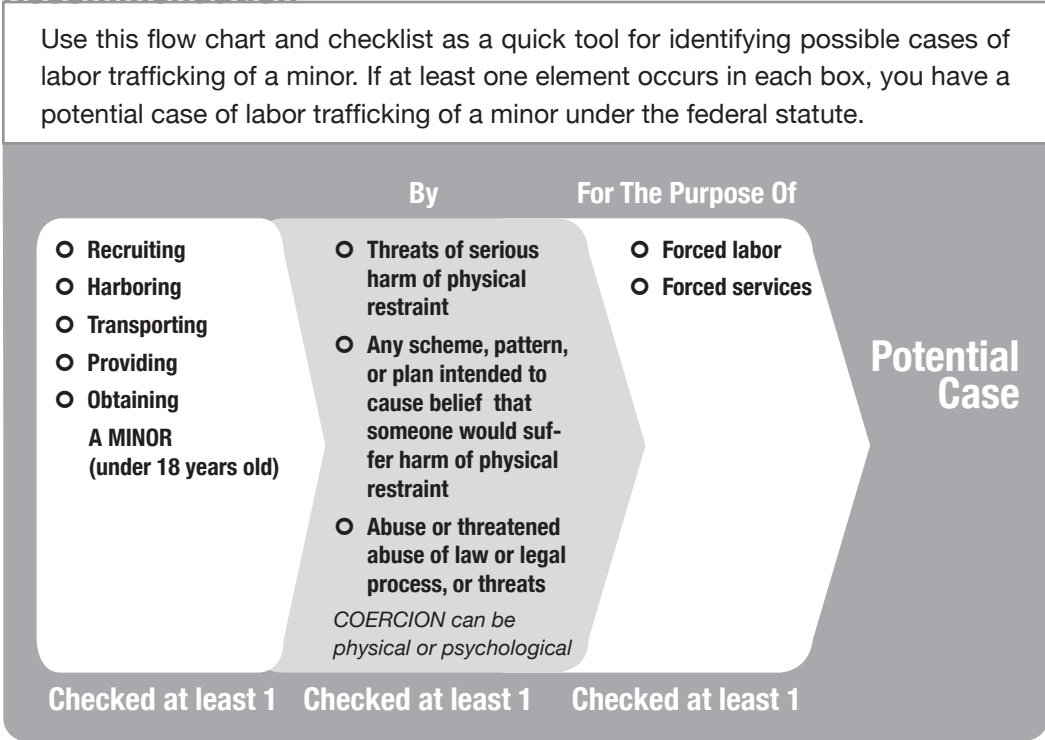 Use this flow chart and checklist as a quick tool for identifying possible cases of
labor trafficking of a minor. If at least one element occurs in each box, you have a
potential case of labor trafficking of a minor under the federal statute.
Recruiting
Harboring
Transporting
Providing
Obtaining
A MINOR
(under 18 years old)
Checked at least 1
By
Threats of serious
harm of physical
restraint
Any scheme, pattern,
or plan intended to
cause belief that
someone would suf-
fer harm of physical
restraint
Abuse or threatened
abuse of law or legal
process, or threats
COERCION can be
physical or psychological
Checked at least 1
For The Purpose Of
Forced labor
Forced services
Checked at least 1
Potential
Case